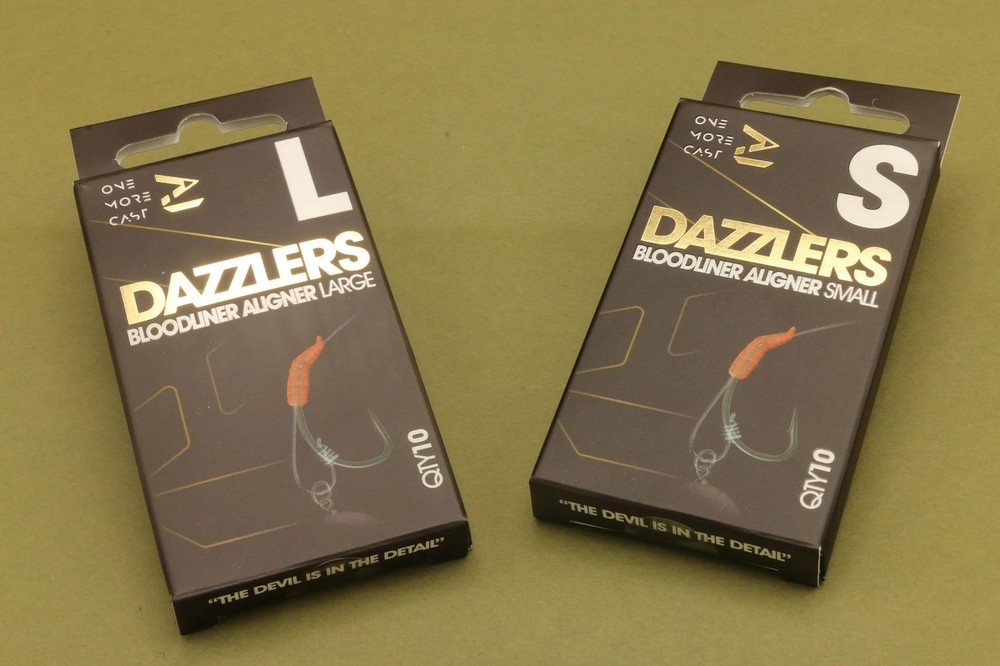 ONE
MORE
CAST
L
DAZZLERS
BLOODLINER ALIGNER LARGE
QTY10
“THE DEVIL IS IN THE DETAIL”
ONE
MORE
CAST
S
DAZZLERS
BLOODLINER ALIGNER SMALL
QTY10
“THE DEVIL IS IN THE DETAIL”